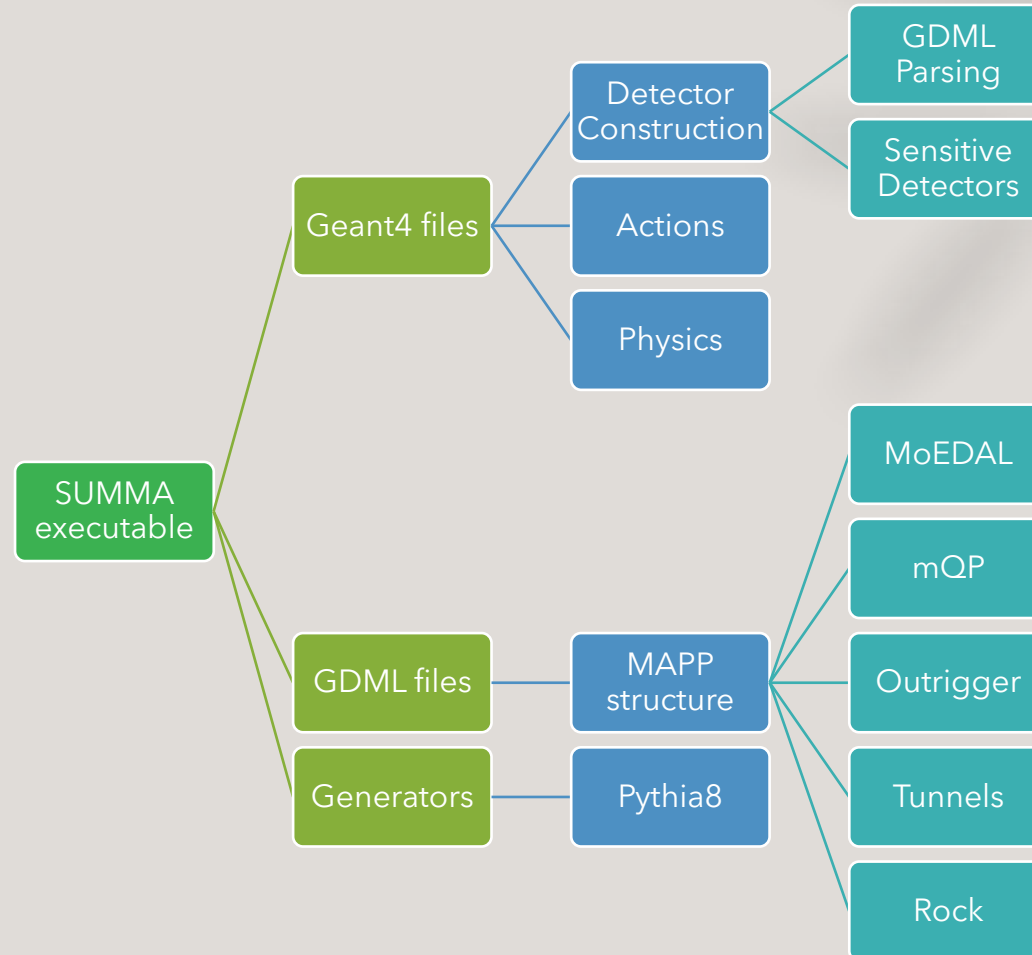 GDML
Parsing
Detector
Construction
Sensitive
Detectors
Geant4 files
Actions
Physics
MoEDAL
SUMMA
executable
mQP
GDML files
MAPP
structure
Outrigger
Generators
Pythia8
Tunnels
Rock